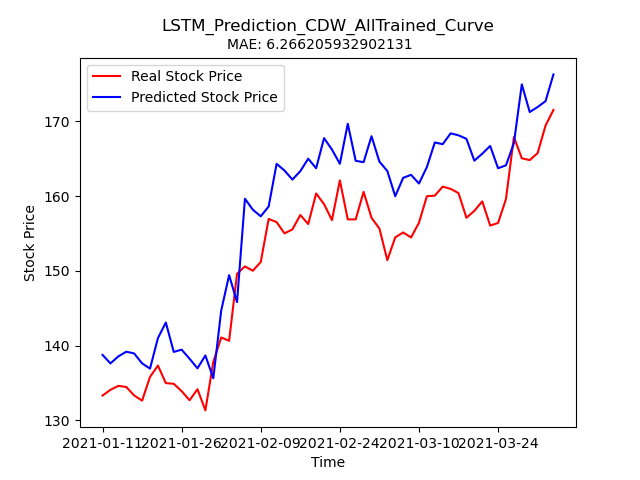 LSTM_Prediction_CDW_AllTrained_Curve
MAE: 6.266205932902131
Real Stock Price
Predicted Stock Price
Stock Price
170
160
150
140
130
2021-01-11 2021-01-26 2021-02-09 2021-02-24 2021-03-10 2021-03-24
Time